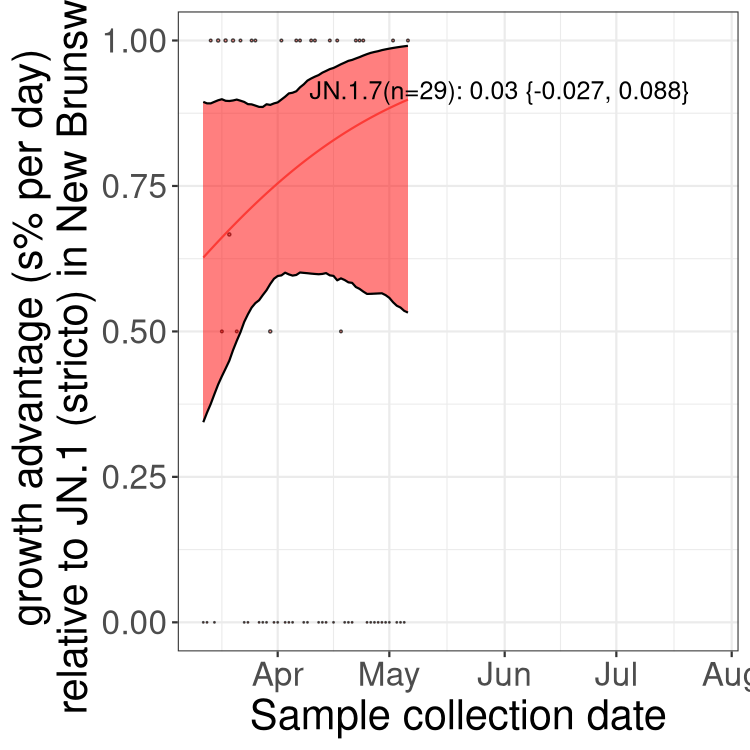 growth advantage (s% per day)
relative to JN.1 (stricto) in New Brunsw
1.00
0.75
0.50
0.25
0.00
JN.1.7(n=29): 0.03 {-0.027, 0.088}
Apr May Jun Jul Aug
Sample collection date